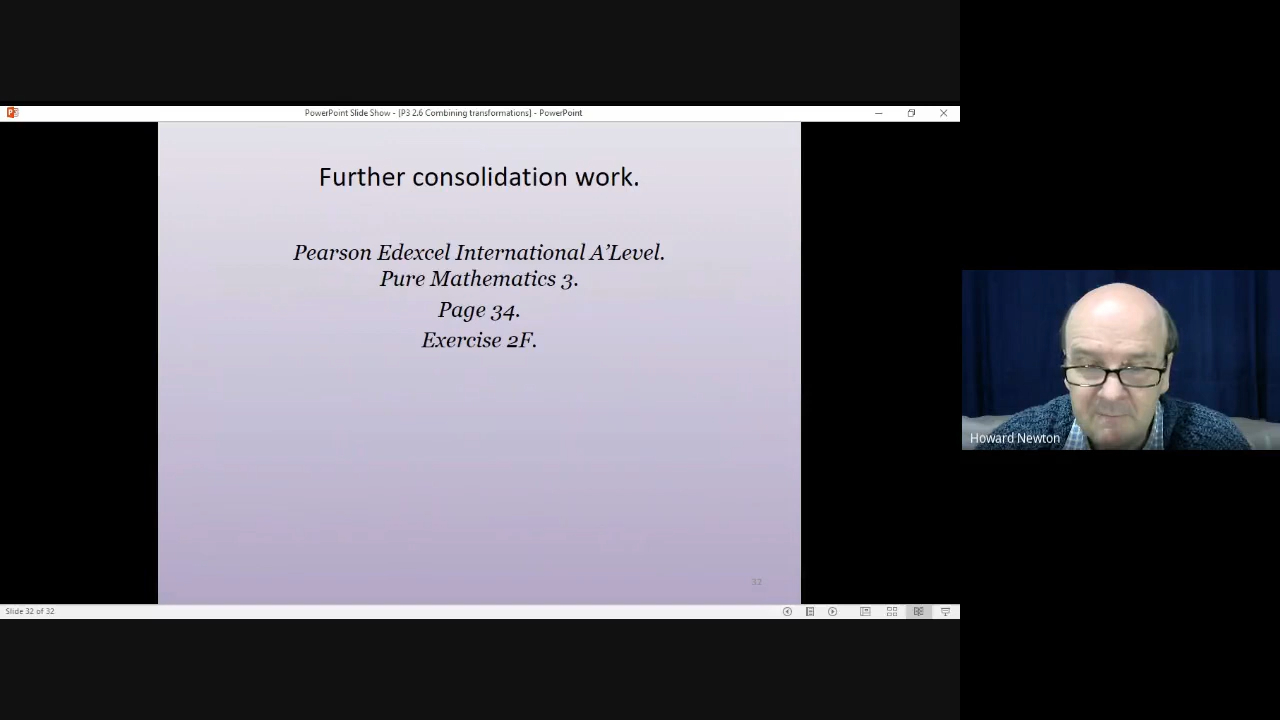 PowerPoint Slide Show - [P3 2.6 Combining transformations] - PowerPoint
Further consolidation work.
Pearson Edexcel International A’Level.
Pure Mathematics 3.
Page 34.
Exercise 2F.
Howard Newton
32
Slide 32 of 32